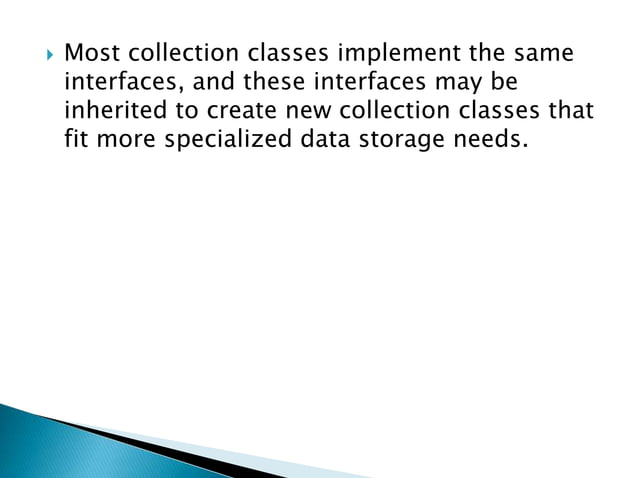 Most collection classes implement the same
interfaces, and these interfaces may be
inherited to create new collection classes that
fit more specialized data storage needs.